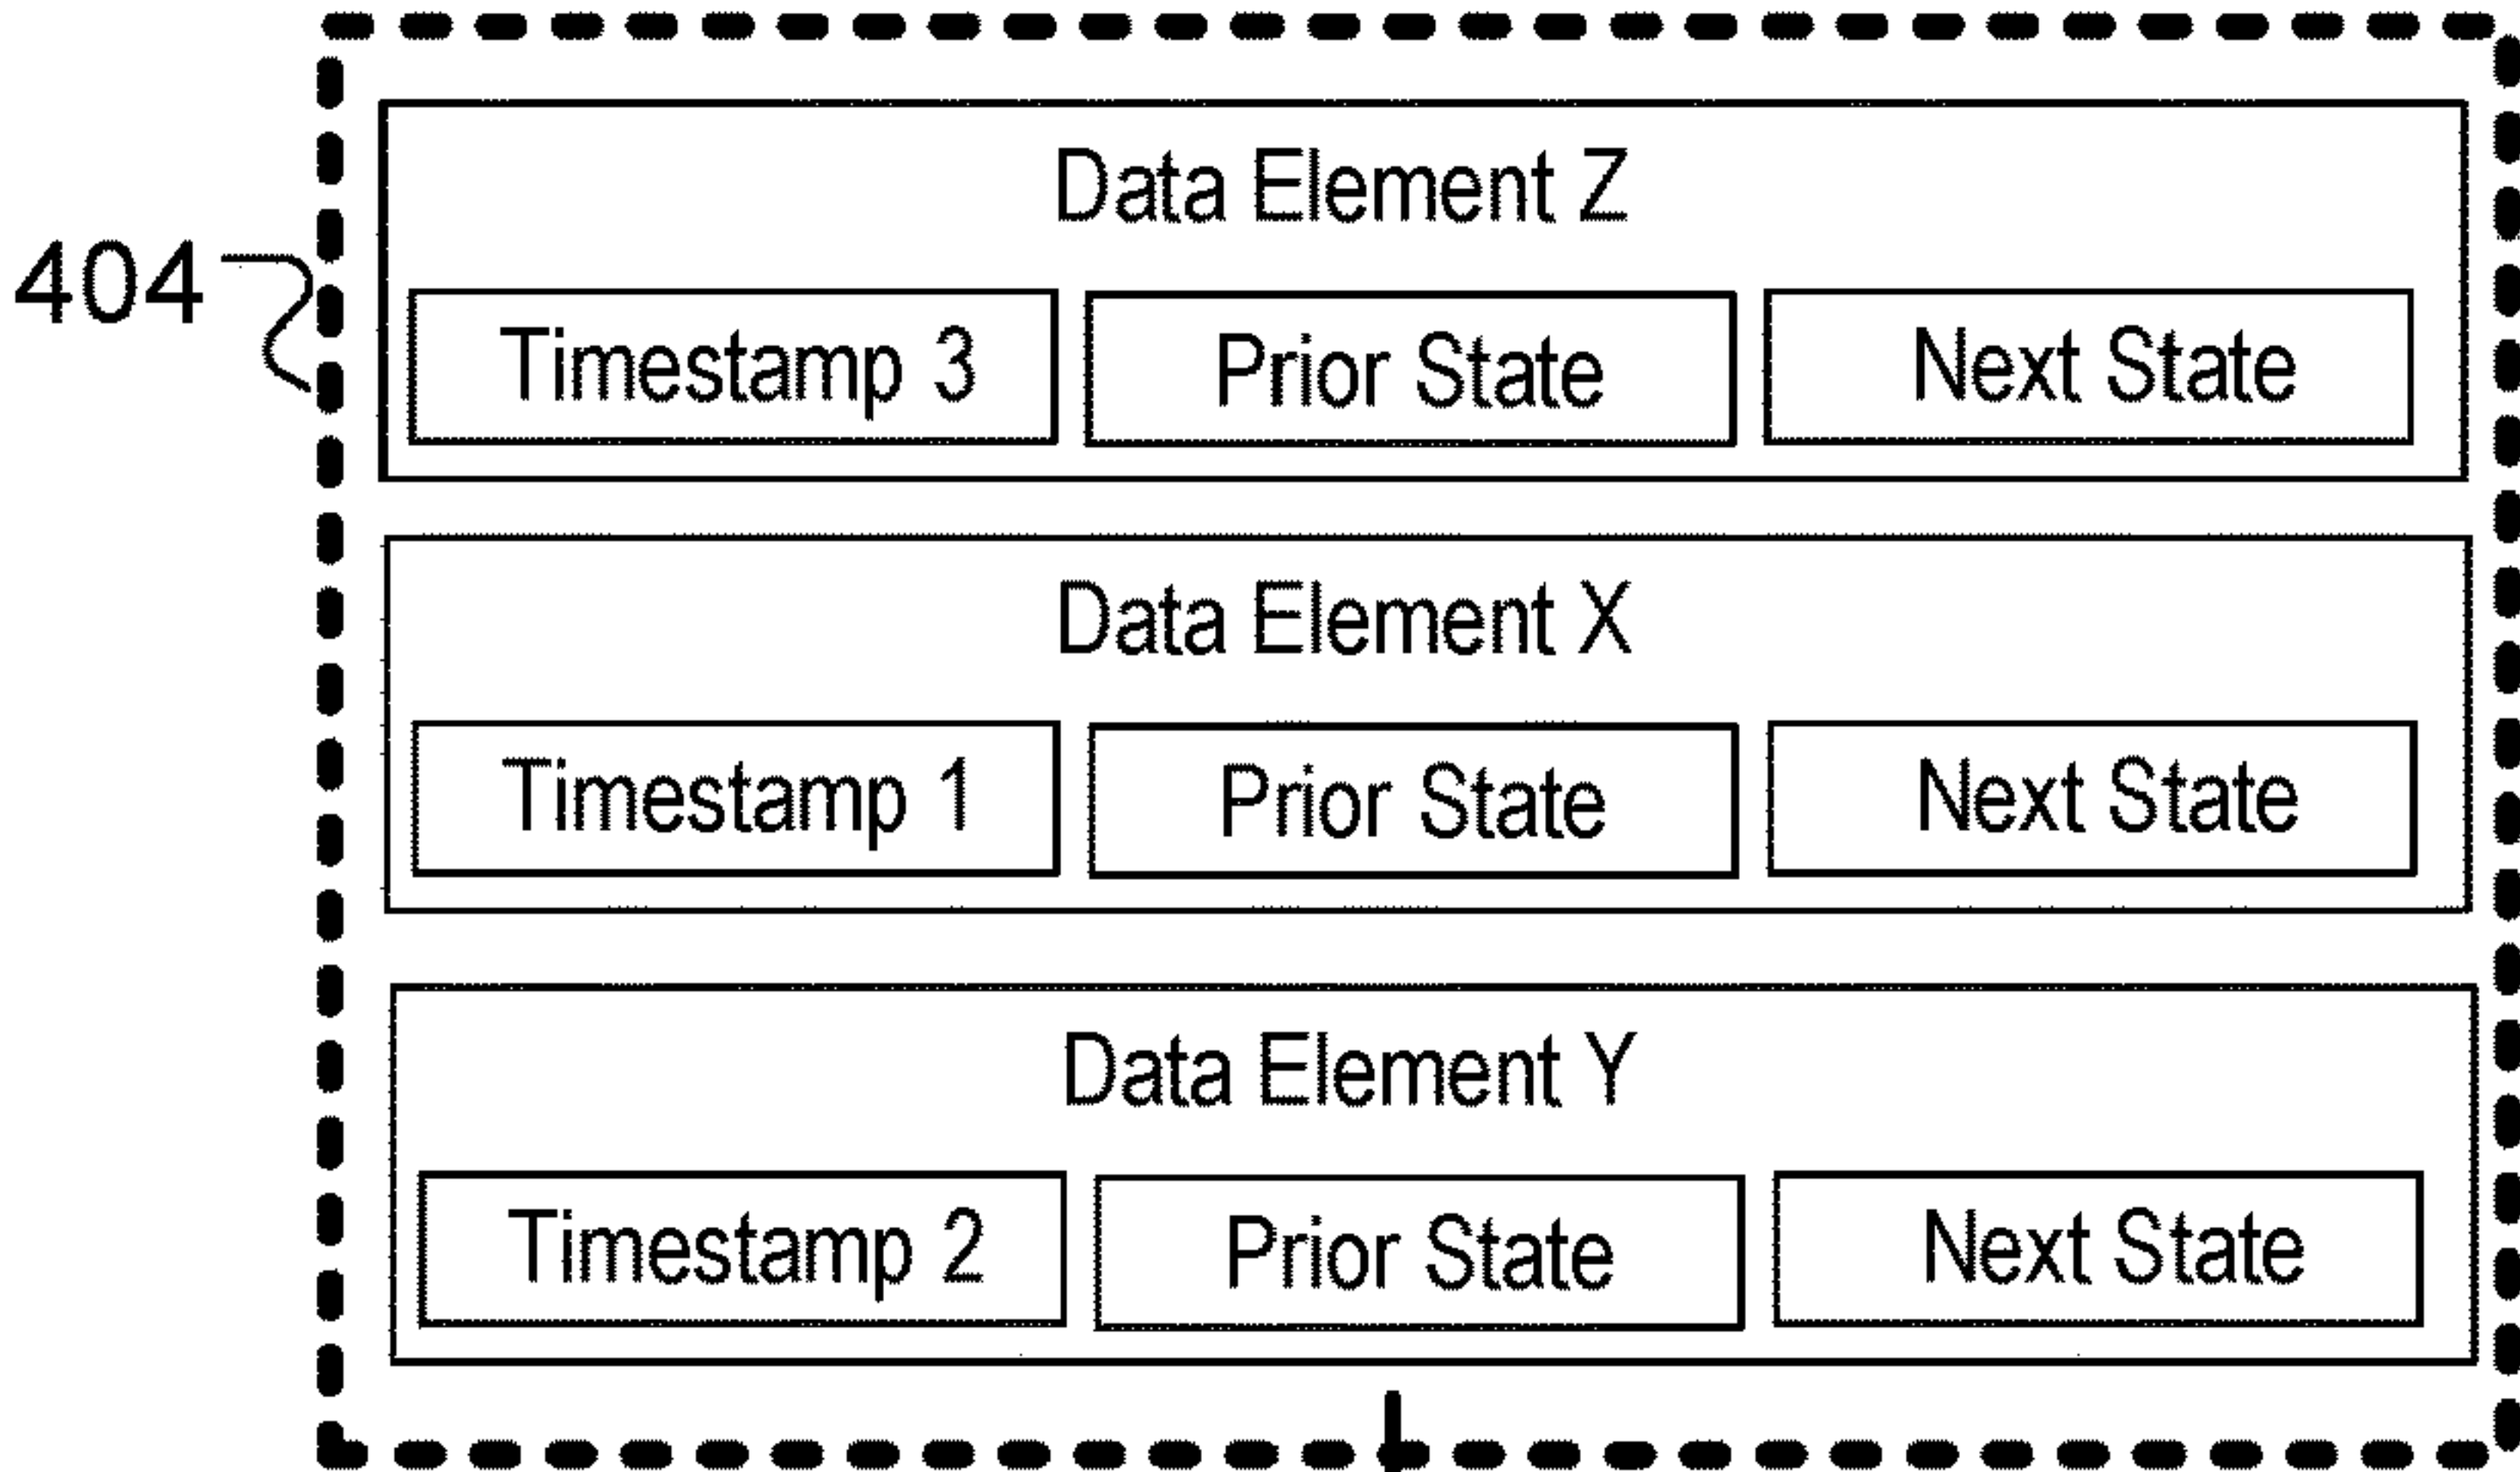 Data Element Z
404
Timestamp 3 Prior State Next State
Data Element X
Timestamp 1 Prior State Next State
Data Element Y
Timestamp 2 Prior State Next State